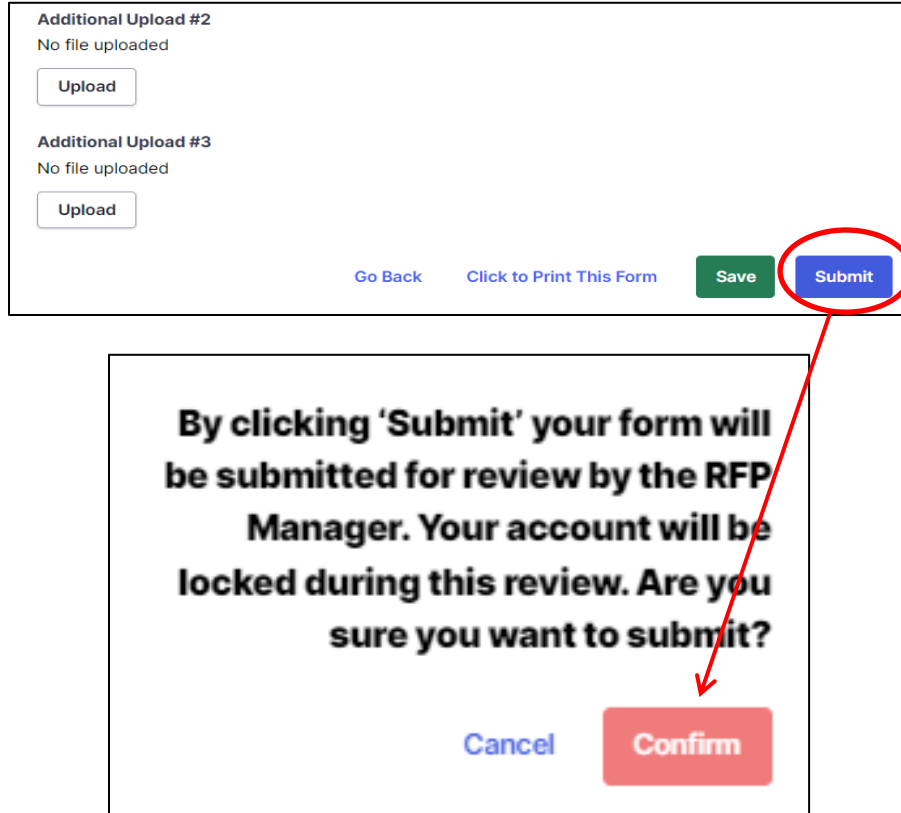 Additional Upload #2
No file uploaded
Upload
Additional Upload #3
No file uploaded
Upload
Go Back Click to Print This Form Save Submit
By clicking ‘Submit’ your form will
be submitted for review by the RFP
Manager. Your account will be
locked during this review. Are you
sure you want to submit?
Cancel Confirm